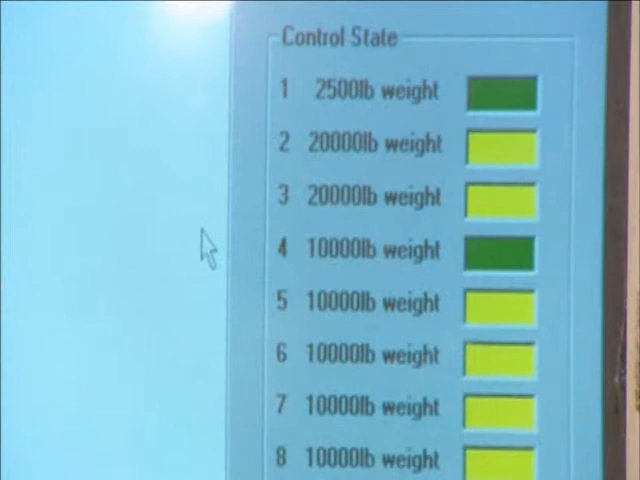 Control State
1 2500lb weight
2 20000lb weight
3 20000lb weight
4 10000lb weight
5 10000lb weight
6 10000lb weight
7 10000lb weight
8 10000lb weight